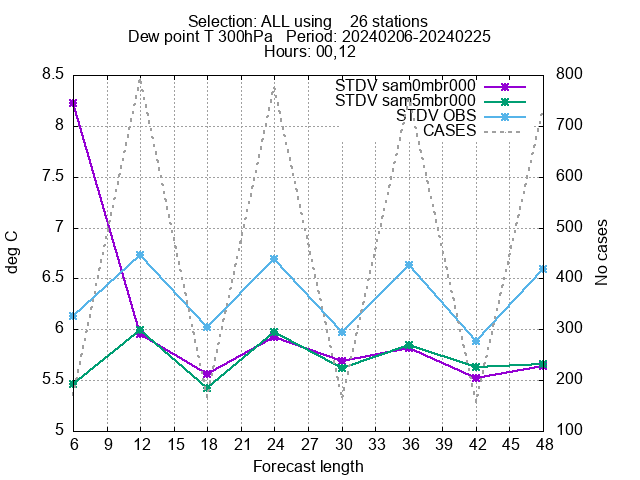 Selection: ALL using    26 stations
Dew point T 300hPa   Period: 20240206-20240225
Hours: 00,12
8.5
8
7.5
7
6.5
6
5.5
5
deg C
800
700
600
500
400
300
200
100
No cases
STDV sam0mbr000
STDV sam5mbr000
STDV OBS
CASES
6 12 18 24 27 30 33 36 39 42 45 48
Forecast length